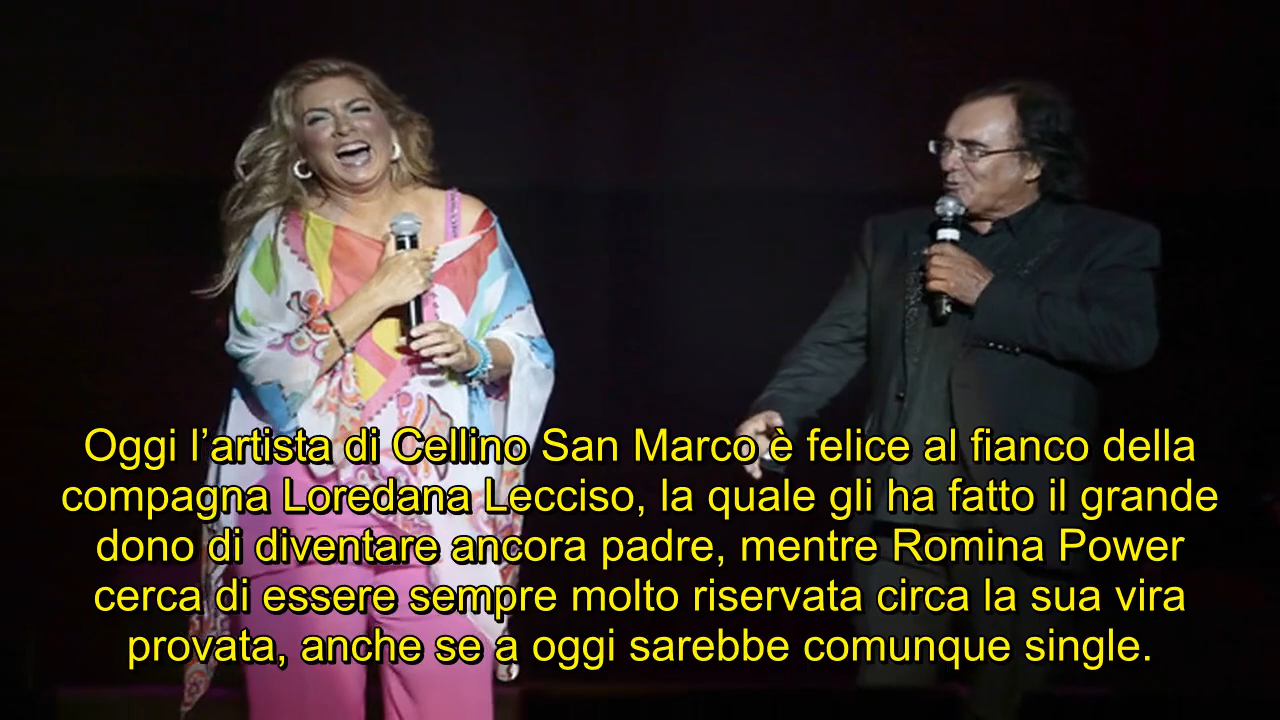 Oggi l’artista di Cellino San Marco è felice al fianco della
compagna Loredana Lecciso, la quale gli ha fatto il grande
dono di diventare ancora padre, mentre Romina Power
cerca di essere sempre molto riservata circa la sua vira
provata, anche se a oggi sarebbe comunque single.